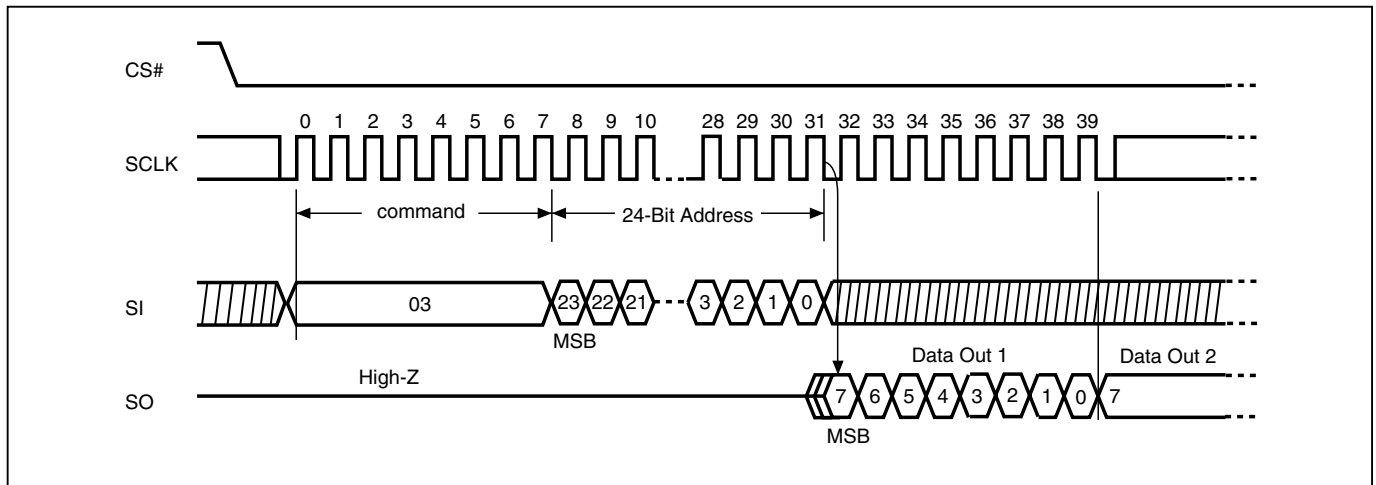 CS#
0 1 2 3 4 5 6 7 8 9 10 28 29 30 31 32 33 34 35 36 37 38 39
SCLK
command 24-Bit Address
SI 03 23 22 21 3 2 1 0
MSB
Data Out 1 Data Out 2
High-Z
SO 7 6 5 4 3 2 1 0 7
MSB